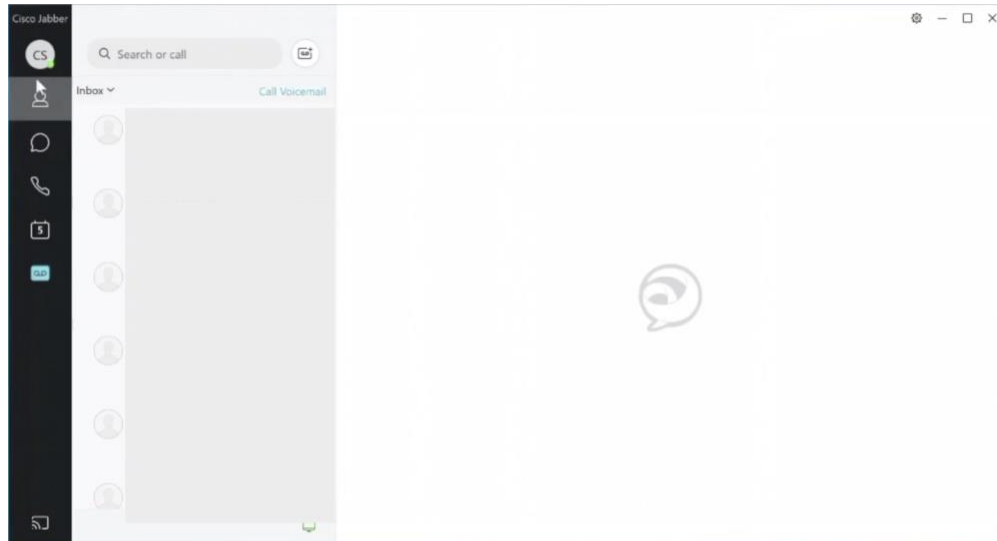 Cisco Jabber
CS
Search or call
Inbox
Call Voicemail
5